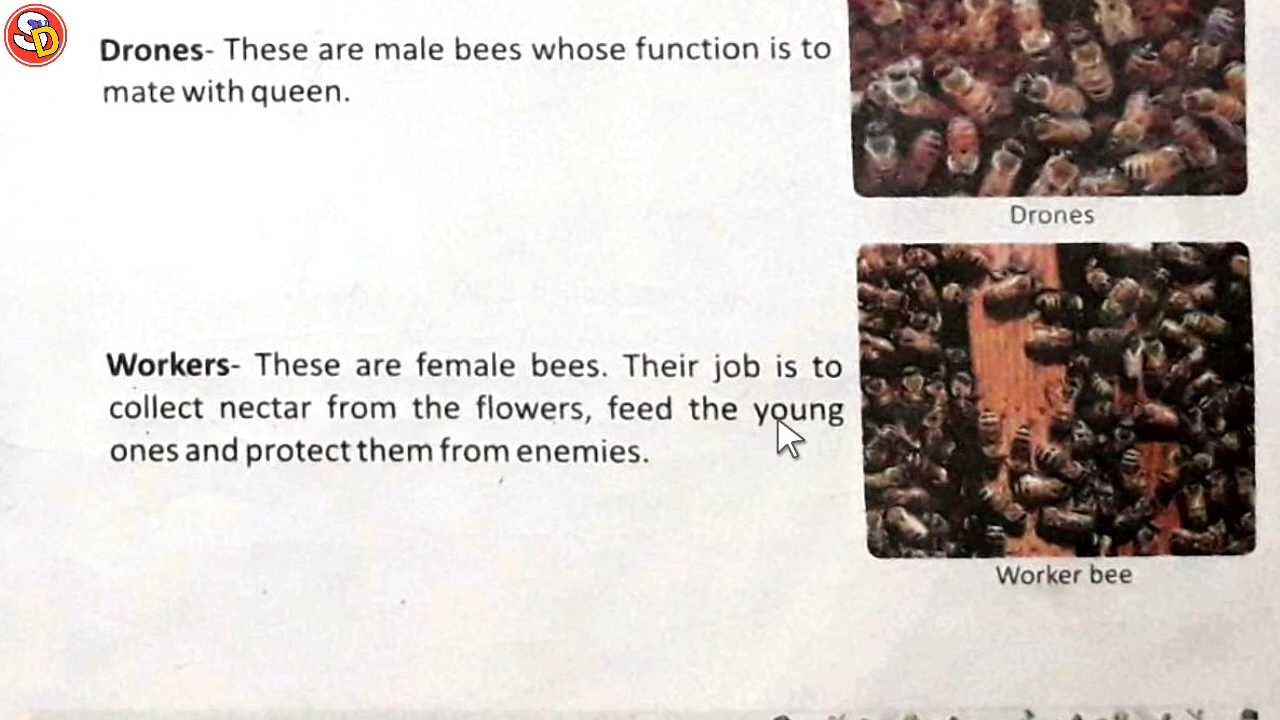 SD
Drones- These are male bees whose function is to
mate with queen.
Drones
Workers- These are female bees. Their job is to
collect nectar from the flowers, feed the young
ones and protect them from enemies.
Worker bee